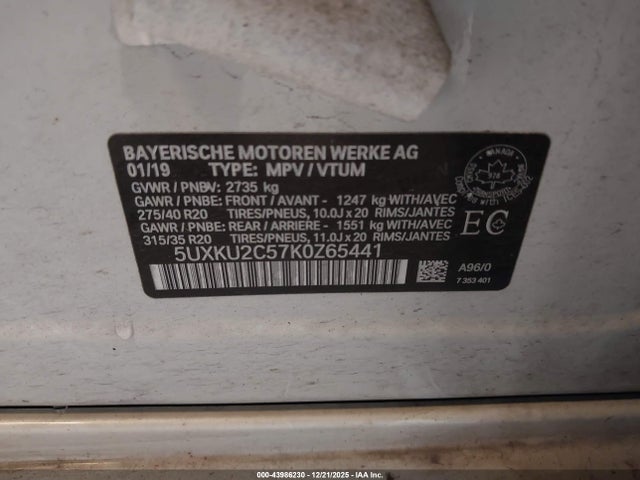 BAYERISCHE MOTOREN WERKE AG
01/19 TYPE: MPV / VTUM
GVWR / PNBV: 2735 kg
GAWR / PNBE: FRONT / AVANT - 1247 kg WITH/AVEC
275/40 R20 TIRES/PNEUS, 10.0J x 20 RIMS/JANTES
GAWR / PNBE: REAR / ARRIERE - 1551 kg WITH/AVEC
315/35 R20 TIRES/PNEUS, 11.0J x 20 RIMS/JANTES
5UXKU2C57K0Z65441
CANADA
378
TRANSPORT
EC
A96/0
7 353 401
000-43986230 - 12/21/2025 - IAA Inc.